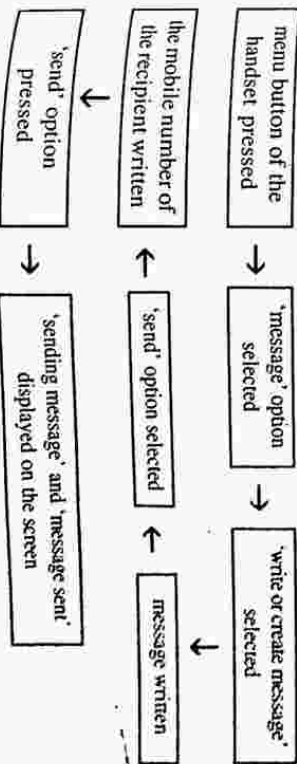 menu button of the
handset pressed
'message' option
selected
'write or create message'
selected
message written
'send' option selected
the mobile number of
the recipient written
'send' option
pressed
'sending message' and 'message sent'
displayed on the screen